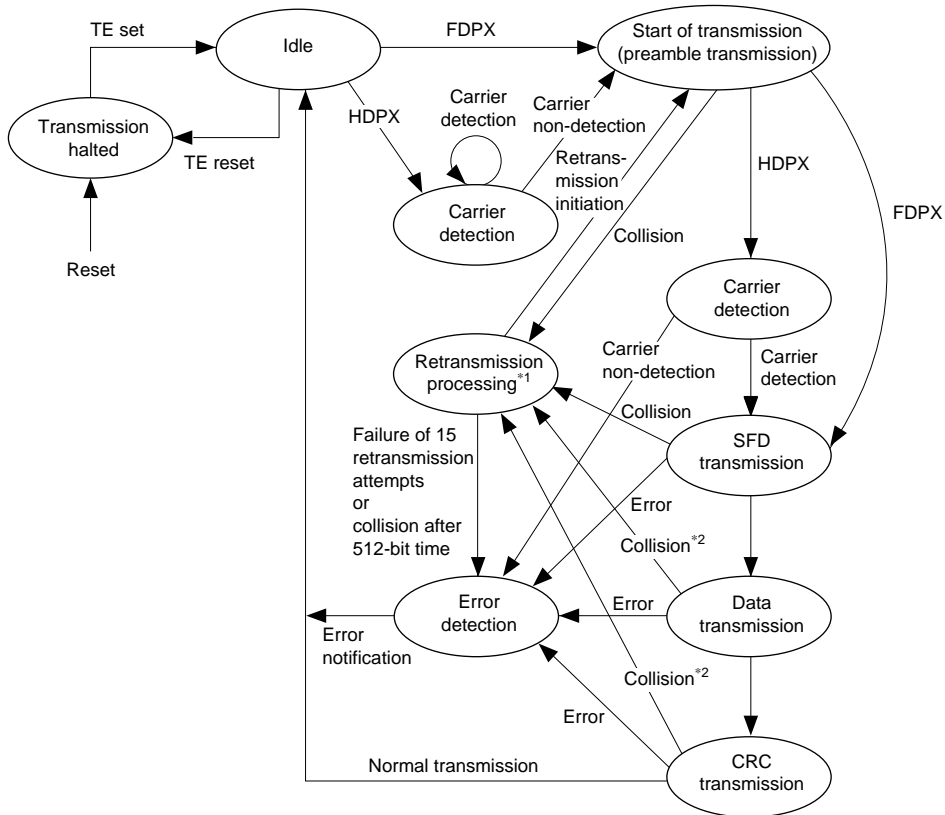 TE set
Idle
FDPX
Start of transmission
(preamble transmission)
Transmission
halted
TE reset
HDPX
Carrier
detection
Carrier
non-detection
Retrans-
mission
initiation
HDPX
FDPX
Carrier
detection
Collision
Reset
Carrier
detection
Retransmission
processing*1
Carrier
non-detection
Carrier
detection
Collision
SFD
transmission
Failure of 15
retransmission
attempts
or
collision after
512-bit time
Error
Collision*2
Error
detection
Error
Data
transmission
Error
notification
Collision*2
Error
Normal transmission
CRC
transmission